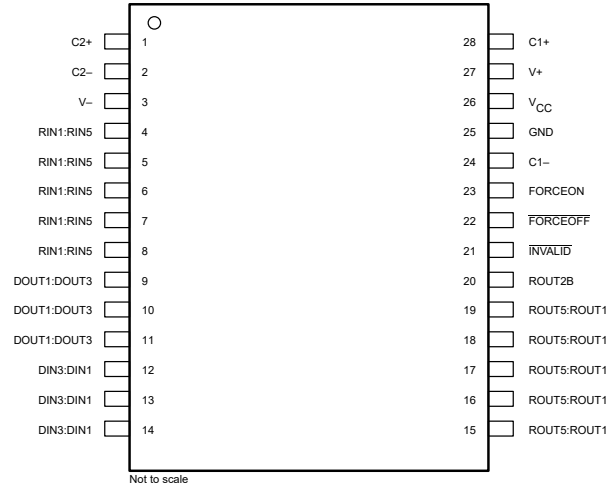 C2+ 1 28 C1+
C2– 2 27 V+
V– 3 26 VCC
RIN1:RIN5 4 25 GND
RIN1:RIN5 5 24 C1–
RIN1:RIN5 6 23 FORCEON
RIN1:RIN5 7 22 FORCEOFF
RIN1:RIN5 8 21 INVALID
DOUT1:DOUT3 9 20 ROUT2B
DOUT1:DOUT3 10 19 ROUT5:ROUT1
DOUT1:DOUT3 11 18 ROUT5:ROUT1
DIN3:DIN1 12 17 ROUT5:ROUT1
DIN3:DIN1 13 16 ROUT5:ROUT1
DIN3:DIN1 14 15 ROUT5:ROUT1
Not to scale